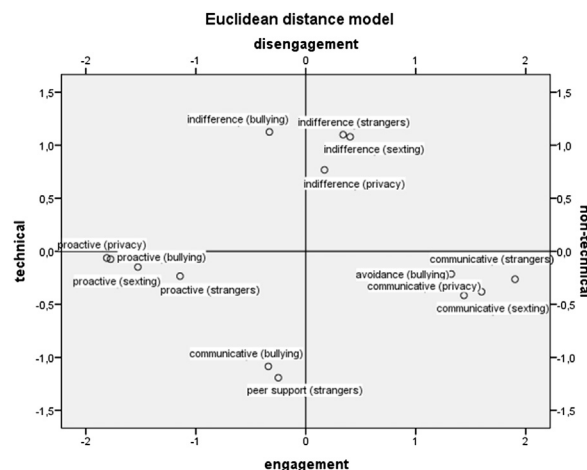 Euclidean distance model
disengagement
-2 -1 0 1 2
1,5 1,5
indifference (bullying) indifference (strangers)
1,0 1,0
indifference (sexting)
indifference (privacy)
0,5 0,5
technical
non-technical
0,0 0,0
proactive (privacy)
proactive (bullying)
communicative (strangers)
avoidance (bullying)
proactive (sexting)
communicative (privacy)
proactive (strangers)
-0,5 -0,5
communicative (sexting)
-1,0 -1,0
communicative (bullying)
peer support (strangers)
-1,5 -1,5
-2 -1 0 1 2
engagement